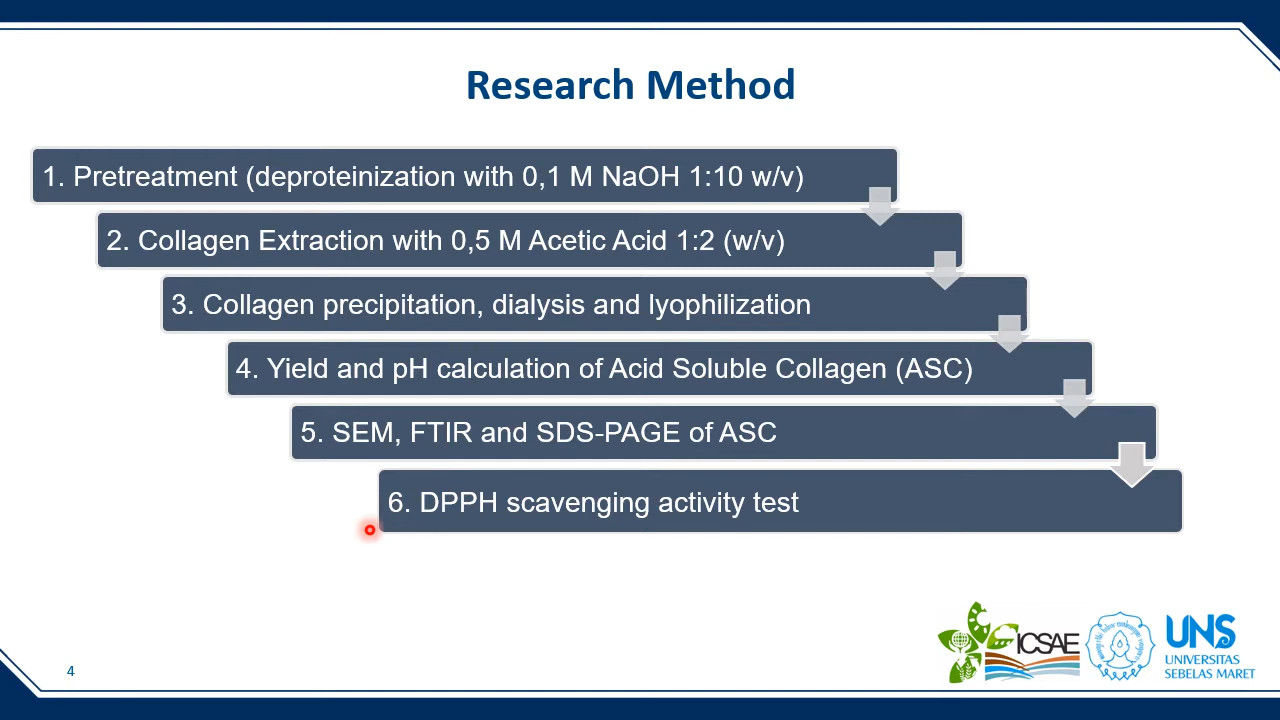 Research Method
1. Pretreatment (deproteinization with 0,1 M NaOH 1:10 w/v)
2. Collagen Extraction with 0,5 M Acetic Acid 1:2 (w/v)
3. Collagen precipitation, dialysis and lyophilization
4. Yield and pH calculation of Acid Soluble Collagen (ASC)
5. SEM, FTIR and SDS-PAGE of ASC
6. DPPH scavenging activity test
4
ICSAE
UNS
UNIVERSITAS
SEBELAS MARET